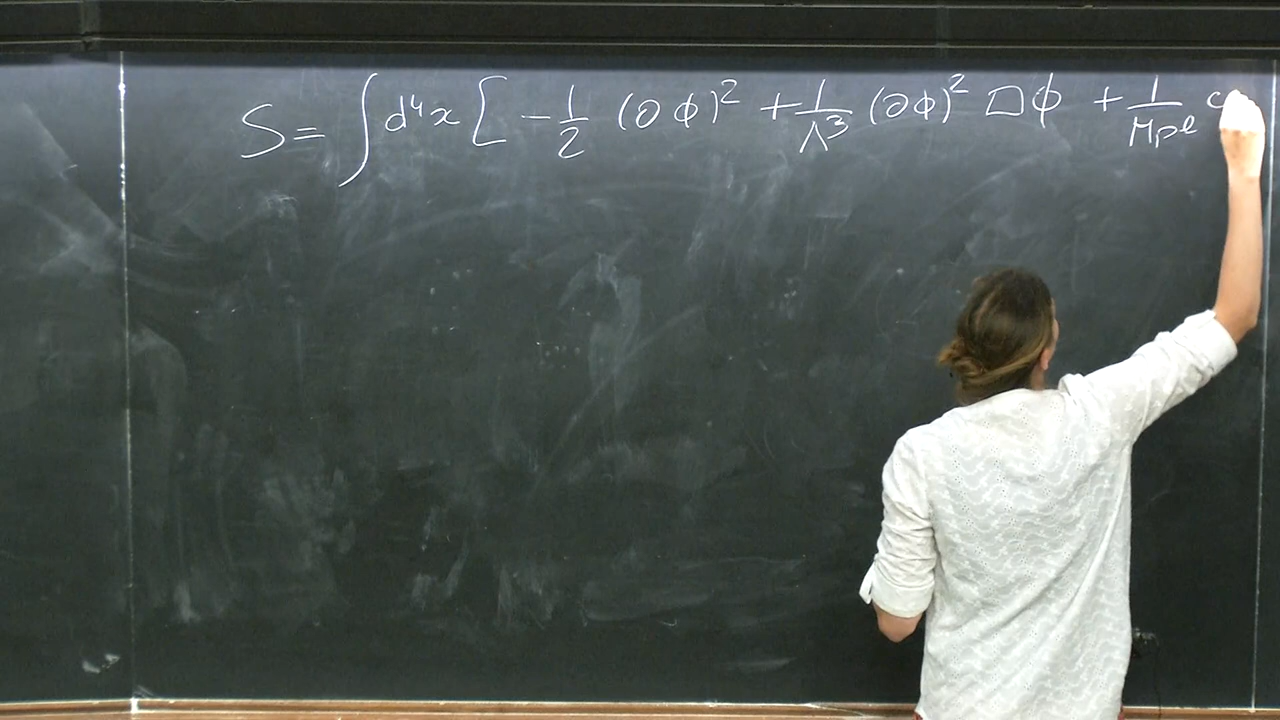 S = ∫ d⁴x [ -1/2 (∂ϕ)² + 1/Λ³ (∂ϕ)² □ϕ + 1/Mpl